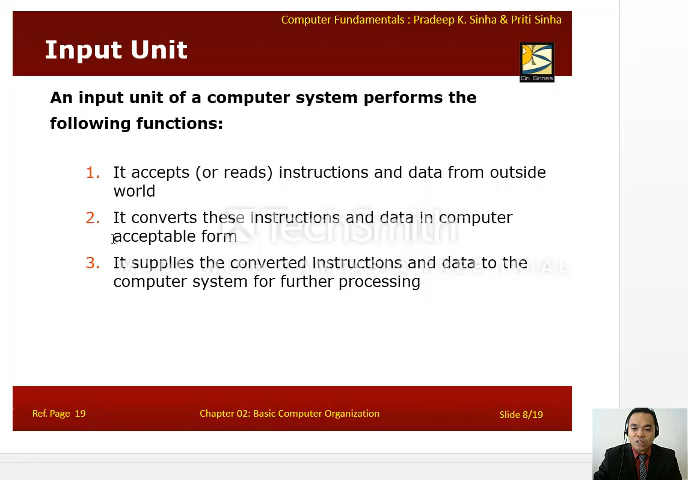 Computer Fundamentals : Pradeep K. Sinha & Priti Sinha
Input Unit
Dr. Sinha's
An input unit of a computer system performs the
following functions:
1. It accepts (or reads) instructions and data from outside
world
2. It converts these instructions and data in computer
TechSmith
acceptable form
3. It supplies the converted instructions and data to the
computer system for further processing
Ref. Page 19
Chapter 02: Basic Computer Organization
Slide 8/19